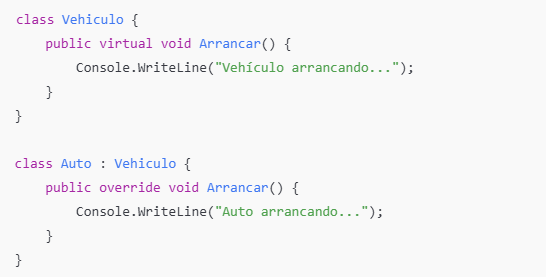 class Vehiculo {
    public virtual void Arrancar() {
        Console.WriteLine("Vehículo arrancando...");
    }
}

class Auto : Vehiculo {
    public override void Arrancar() {
        Console.WriteLine("Auto arrancando...");
    }
}